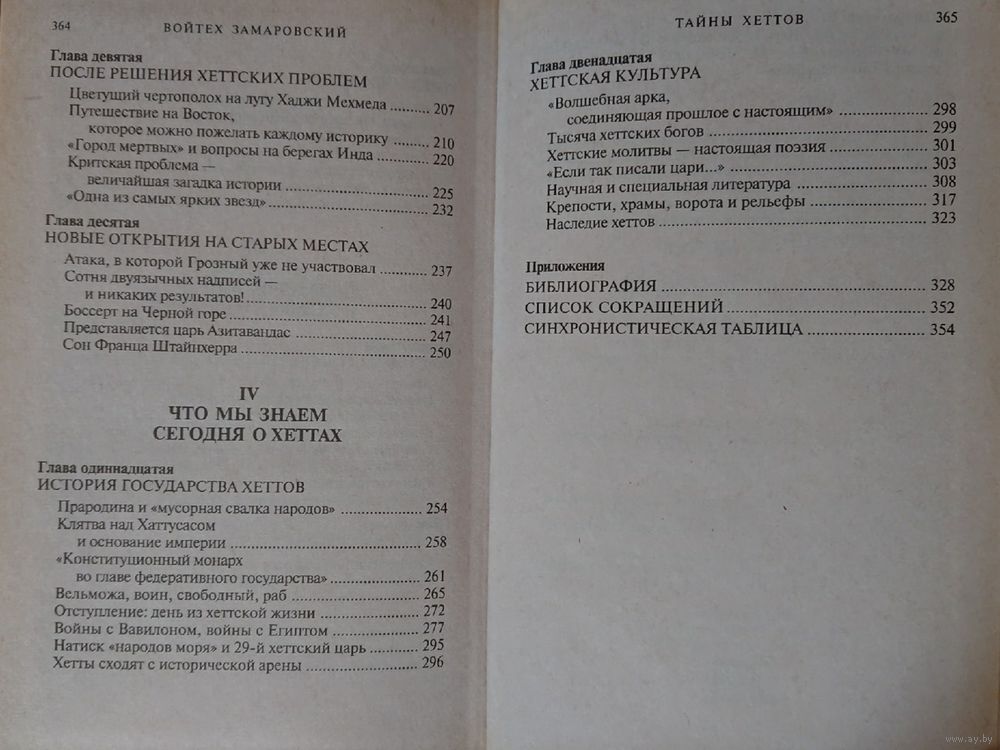 364
ВОЙТЕХ ЗАМАРОВСКИЙ
Глава девятая
ПОСЛЕ РЕШЕНИЯ ХЕТТСКИХ ПРОБЛЕМ
Цветущий чертополох на лугу Хаджи Мехмеда .......... 207
Путешествие на Восток,
которое можно пожелать каждому историку .......... 210
«Город мертвых» и вопросы на берегах Инда .......... 220
Критская проблема —
величайшая загадка истории .......... 225
«Одна из самых ярких звезд» .......... 232
Глава десятая
НОВЫЕ ОТКРЫТИЯ НА СТАРЫХ МЕСТАХ
Атака, в которой Грозный уже не участвовал .......... 237
Сотня двуязычных надписей —
и никаких результатов! .......... 240
Боссерт на Черной горе .......... 241
Представляется царь Азитавандас .......... 247
Сон Франца Штайнхерра .......... 250
IV
ЧТО МЫ ЗНАЕМ
СЕГОДНЯ О ХЕТТАХ
Глава одиннадцатая
ИСТОРИЯ ГОСУДАРСТВА ХЕТТОВ
Прародина и «мусорная свалка народов» .......... 254
Клятва над Хаттусасом
и основание империи .......... 258
«Конституционный монарх
во главе федеративного государства» .......... 261
Вельможа, воин, свободный, раб .......... 265
Отступление: день из хеттской жизни .......... 272
Войны с Вавилоном, войны с Египтом .......... 277
Натиск «народов моря» и 29-й хеттский царь .......... 295
Хетты сходят с исторической арены .......... 296
ТАЙНЫ ХЕТТОВ
365
Глава двенадцатая
ХЕТТСКАЯ КУЛЬТУРА
«Волшебная арка,
соединяющая прошлое с настоящим» .......... 298
Тысяча хеттских богов .......... 299
Хеттские молитвы — настоящая поэзия .......... 301
«Если так писали цари...» .......... 303
Научная и специальная литература .......... 308
Крепости, храмы, ворота и рельефы .......... 317
Наследие хеттов .......... 323
Приложения
БИБЛИОГРАФИЯ .......... 328
СПИСОК СОКРАЩЕНИЙ .......... 352
СИНХРОНИСТИЧЕСКАЯ ТАБЛИЦА .......... 354
www.ay.by